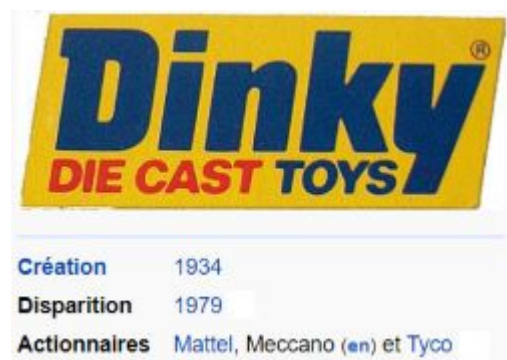 Dinky®
DIE CAST TOYS
Création 1934
Disparition 1979
Actionnaires Mattel, Meccano (en) et Tyco